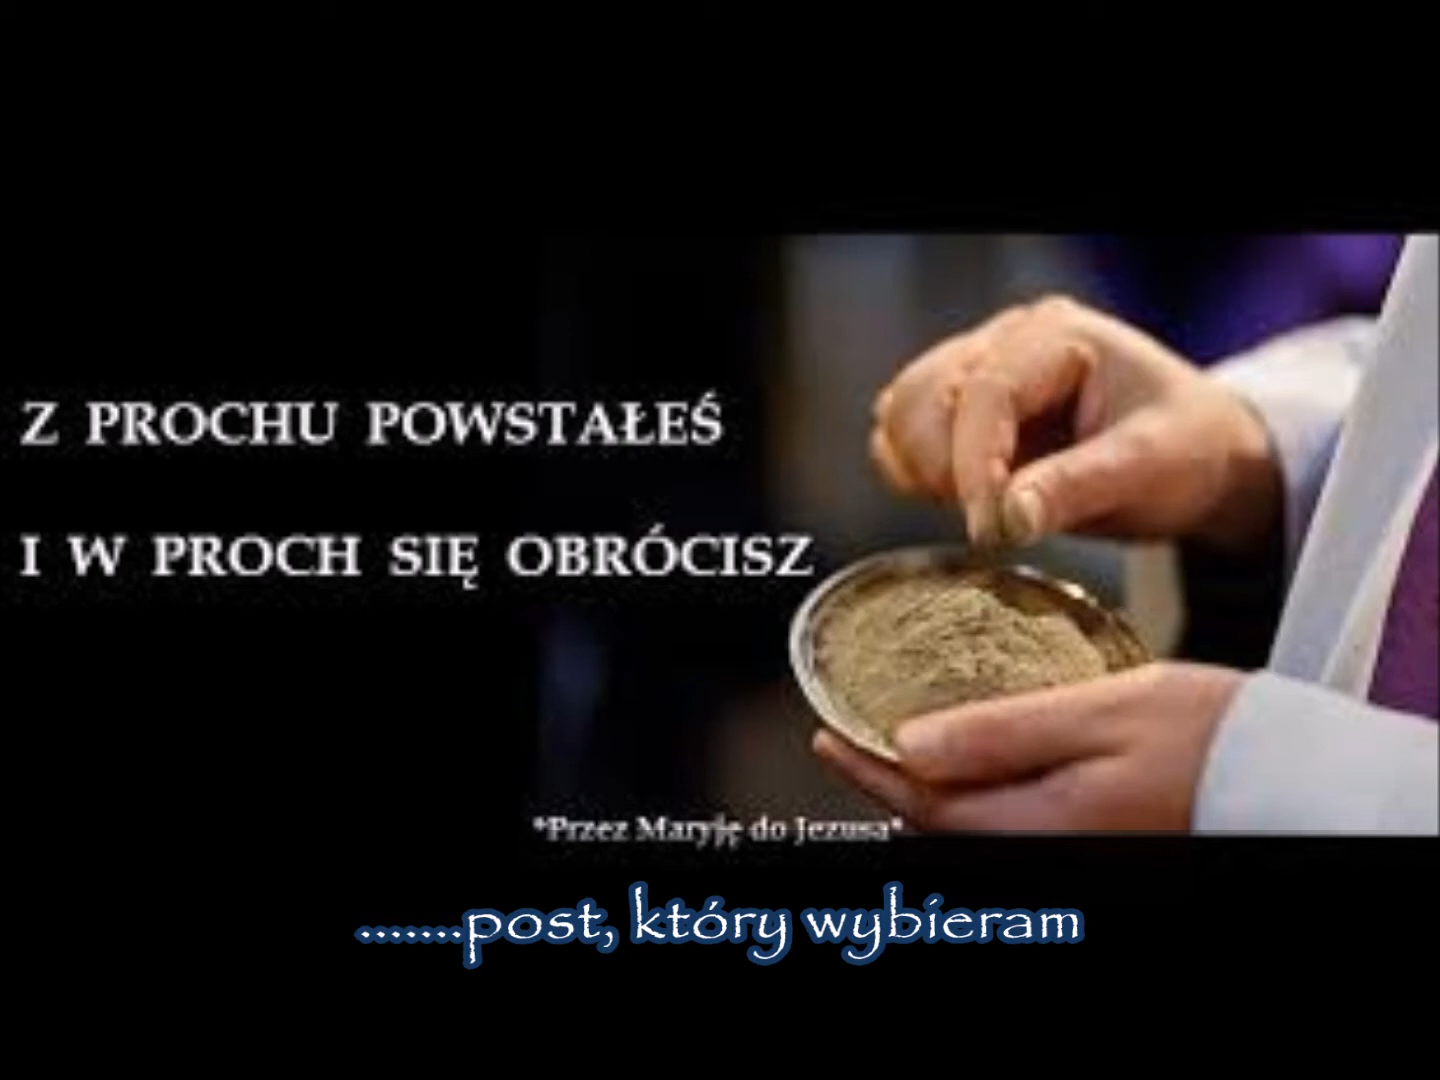 Z PROCHU POWSTAŁEŚ
I W PROCH SIĘ OBRÓCISZ
*Przez Maryję do Jezusa*
.......post, który wybieram